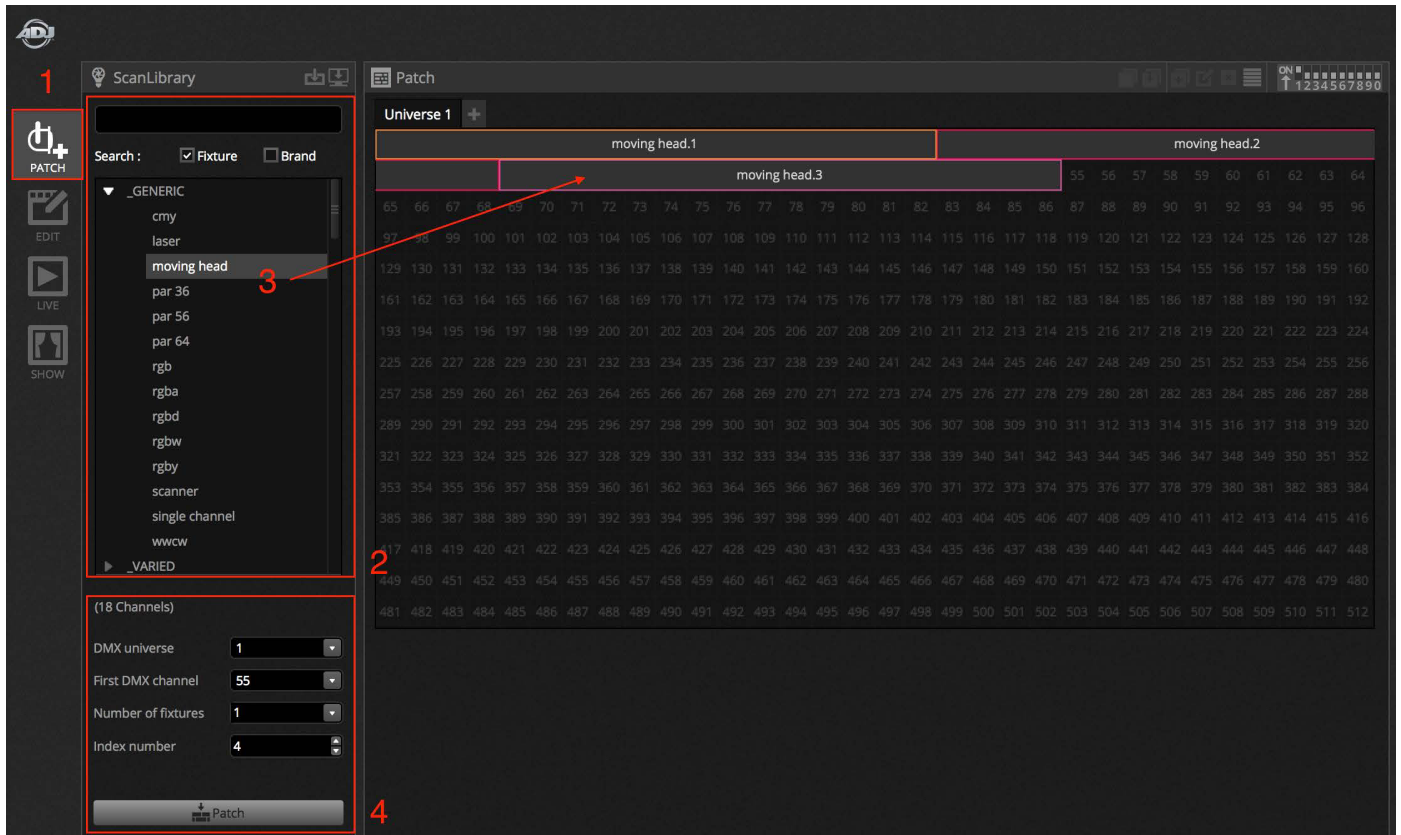 ADJ
1
ScanLibrary
Patch
ON
1234567890
Universe 1 +
PATCH
Search : Fixture Brand
moving head.1 moving head.2
moving head.3 55 56 57 58 59 60 61 62 63 64
_GENERIC
cmy
laser
moving head
par 36
par 56
par 64
rgb
rgba
rgbd
rgbw
rgby
scanner
single channel
wwcw
_VARIED
3
EDIT
LIVE
SHOW
65 66 67 68 69 70 71 72 73 74 75 76 77 78 79 80 81 82 83 84 85 86 87 88 89 90 91 92 93 94 95 96
97 98 99 100 101 102 103 104 105 106 107 108 109 110 111 112 113 114 115 116 117 118 119 120 121 122 123 124 125 126 127 128
129 130 131 132 133 134 135 136 137 138 139 140 141 142 143 144 145 146 147 148 149 150 151 152 153 154 155 156 157 158 159 160
161 162 163 164 165 166 167 168 169 170 171 172 173 174 175 176 177 178 179 180 181 182 183 184 185 186 187 188 189 190 191 192
193 194 195 196 197 198 199 200 201 202 203 204 205 206 207 208 209 210 211 212 213 214 215 216 217 218 219 220 221 222 223 224
225 226 227 228 229 230 231 232 233 234 235 236 237 238 239 240 241 242 243 244 245 246 247 248 249 250 251 252 253 254 255 256
257 258 259 260 261 262 263 264 265 266 267 268 269 270 271 272 273 274 275 276 277 278 279 280 281 282 283 284 285 286 287 288
289 290 291 292 293 294 295 296 297 298 299 300 301 302 303 304 305 306 307 308 309 310 311 312 313 314 315 316 317 318 319 320
321 322 323 324 325 326 327 328 329 330 331 332 333 334 335 336 337 338 339 340 341 342 343 344 345 346 347 348 349 350 351 352
353 354 355 356 357 358 359 360 361 362 363 364 365 366 367 368 369 370 371 372 373 374 375 376 377 378 379 380 381 382 383 384
385 386 387 388 389 390 391 392 393 394 395 396 397 398 399 400 401 402 403 404 405 406 407 408 409 410 411 412 413 414 415 416
417 418 419 420 421 422 423 424 425 426 427 428 429 430 431 432 433 434 435 436 437 438 439 440 441 442 443 444 445 446 447 448
449 450 451 452 453 454 455 456 457 458 459 460 461 462 463 464 465 466 467 468 469 470 471 472 473 474 475 476 477 478 479 480
481 482 483 484 485 486 487 488 489 490 491 492 493 494 495 496 497 498 499 500 501 502 503 504 505 506 507 508 509 510 511 512
2
(18 Channels)
DMX universe 1
First DMX channel 55
Number of fixtures 1
Index number 4
Patch
4